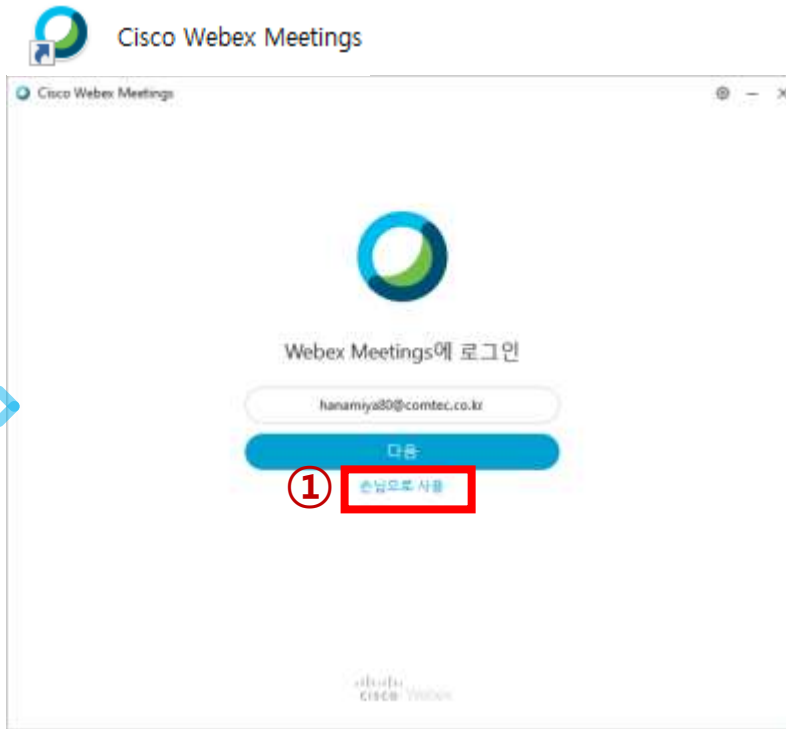 Cisco Webex Meetings
Cisco Webex Meetings
Webex Meetings에 로그인
hanamiya80@comtec.co.kr
다음
① 손님으로 사용
cisco Webex